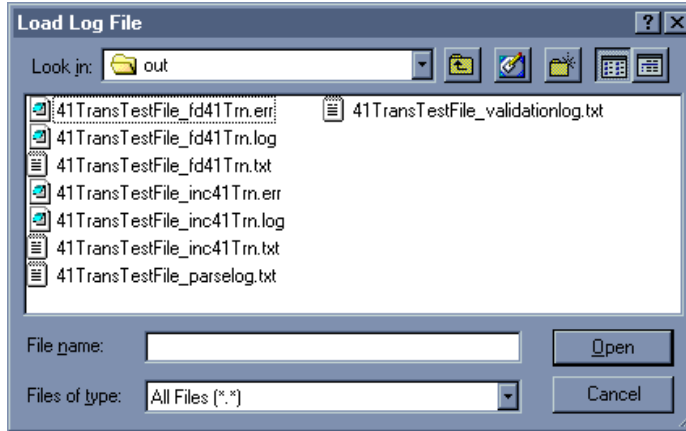 Load Log File
Look in: out
41TransTestFile_fd41Trn.err
41TransTestFile_fd41Trn.log
41TransTestFile_fd41Trn.txt
41TransTestFile_inc41Trn.err
41TransTestFile_inc41Trn.log
41TransTestFile_inc41Trn.txt
41TransTestFile_parselog.txt
41TransTestFile_validationlog.txt
File name:
Open
Files of type: All Files (*.*)
Cancel